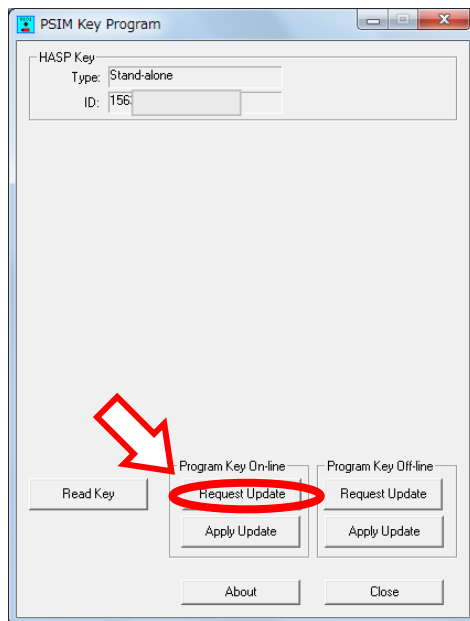 PSIM Key Program
HASP Key
Type: Stand-alone
ID: 156
Program Key On-line
Program Key Off-line
Read Key
Request Update
Request Update
Apply Update
Apply Update
About
Close